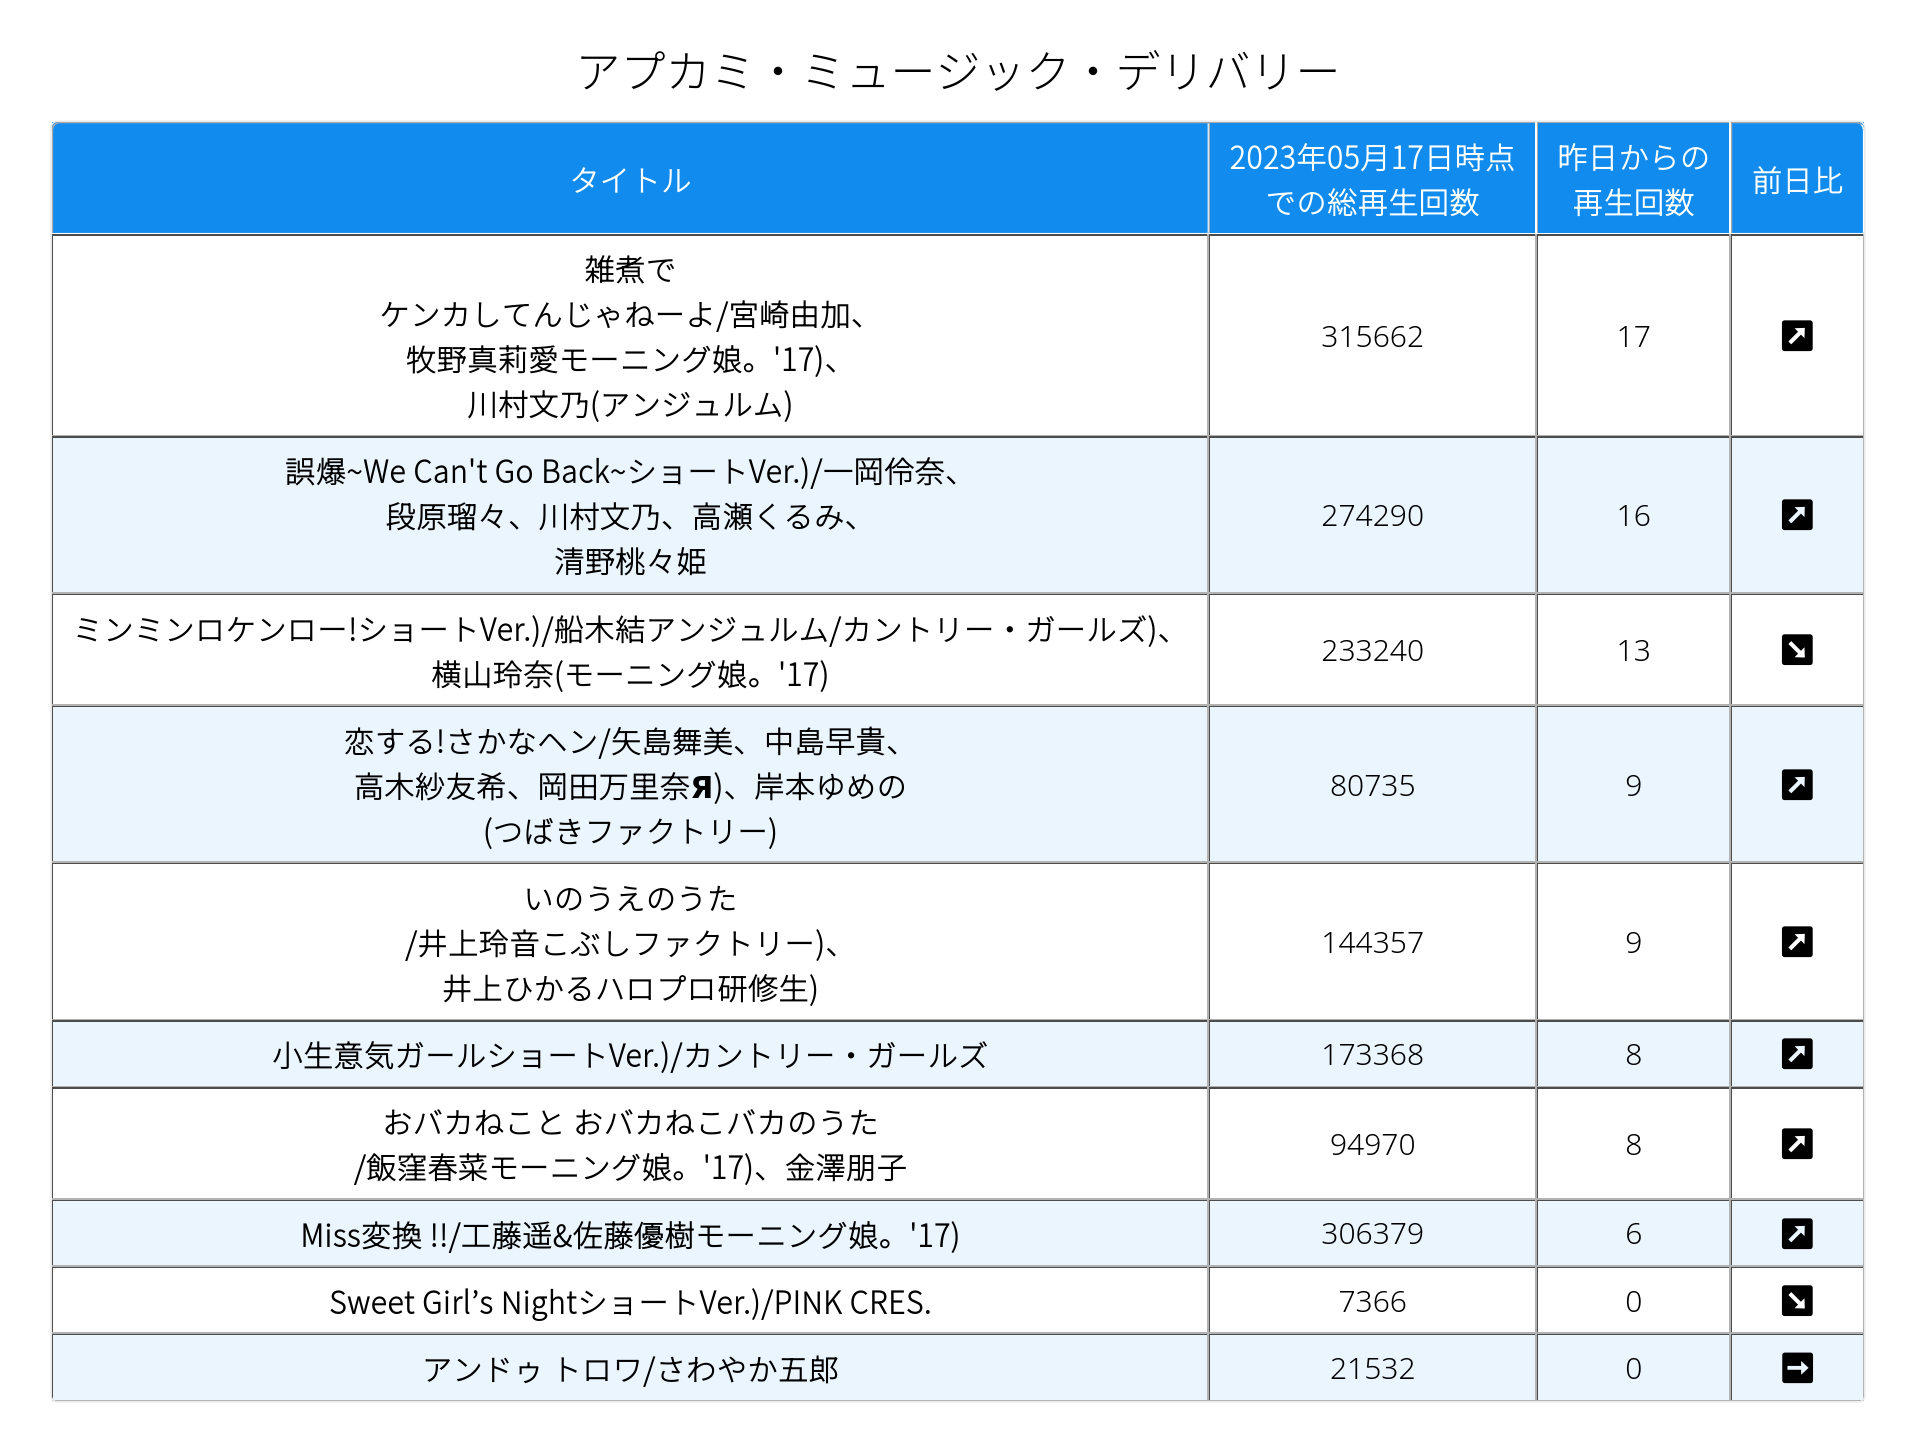 アプカミ・ミュージック・デリバリー
タイトル
2023年05月17日時点
での総再生回数
昨日からの
再生回数
前日比
雑煮で
ケンカしてんじゃねーよ/宮崎由加、
牧野真莉愛モーニング娘。'17)、
川村文乃(アンジュルム)
315662
17
↗
誤爆~We Can't Go Back~ショートVer.)/一岡伶奈、
段原瑠々、川村文乃、高瀬くるみ、
清野桃々姫
274290
16
↗
ミンミンロケンロー!ショートVer.)/船木結アンジュルム/カントリー・ガールズ)、
横山玲奈(モーニング娘。'17)
233240
13
↘
恋する!さかなヘン/矢島舞美、中島早貴、
高木紗友希、岡田万里奈Я)、岸本ゆめの
(つばきファクトリー)
80735
9
↗
いのうえのうた
/井上玲音こぶしファクトリー)、
井上ひかるハロプロ研修生)
144357
9
↗
小生意気ガールショートVer.)/カントリー・ガールズ
173368
8
↗
おバカねこと おバカねこバカのうた
/飯窪春菜モーニング娘。'17)、金澤朋子
94970
8
↗
Miss変換 !!/工藤遥&佐藤優樹モーニング娘。'17)
306379
6
↗
Sweet Girl’s NightショートVer.)/PINK CRES.
7366
0
↘
アンドゥ トロワ/さわやか五郎
21532
0
→